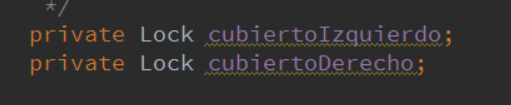 */
private Lock cubiertoIzquierdo;
private Lock cubiertoDerecho;